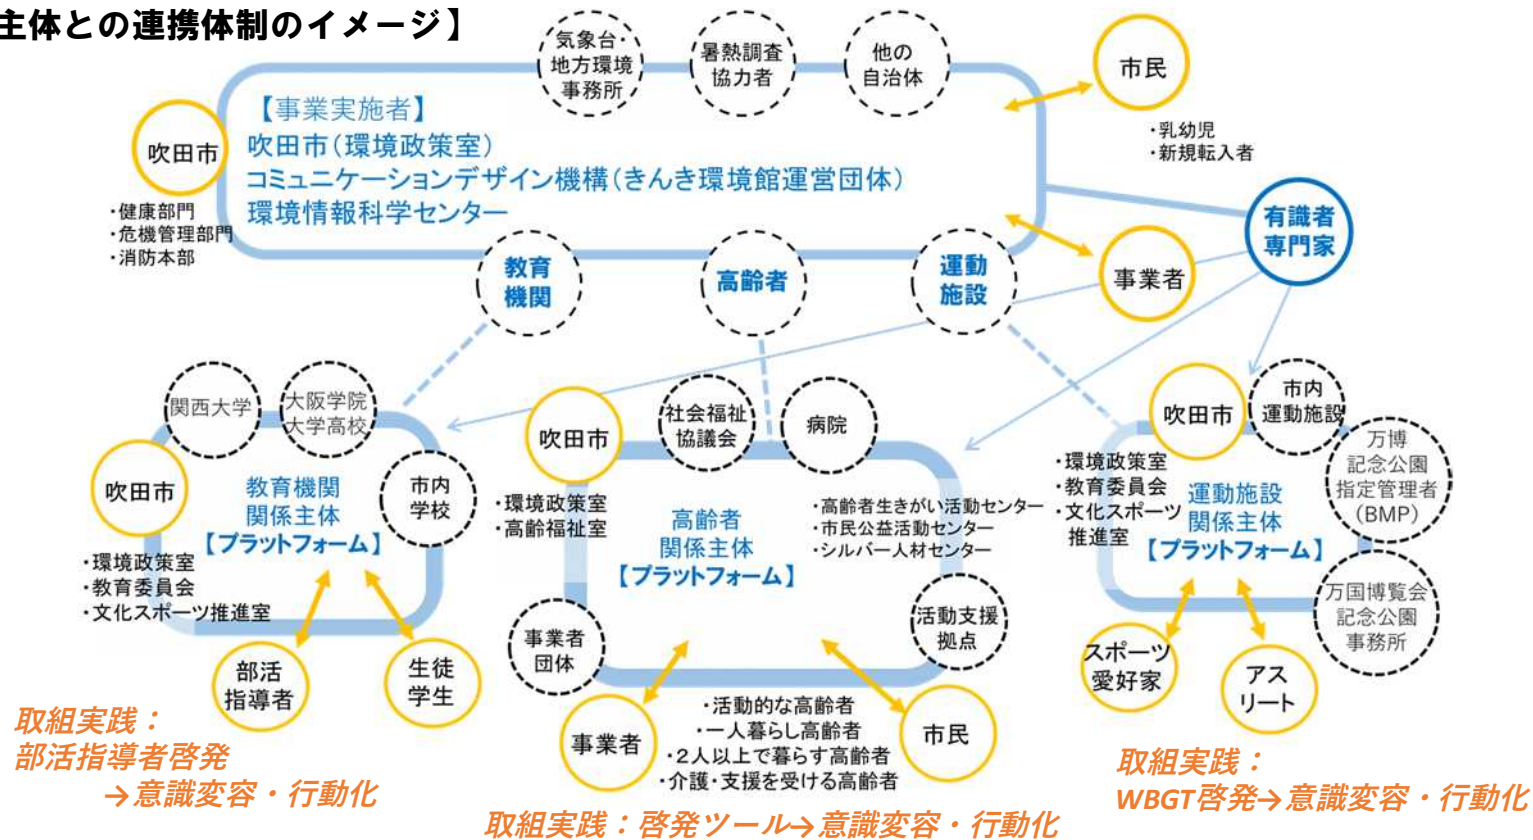 主体との連携体制のイメージ】
気象台・
地方環境
事務所
暑熱調査
協力者
他の
自治体
市民
・乳幼児
・新規転入者
吹田市
・健康部門
・危機管理部門
・消防本部
【事業実施者】
吹田市(環境政策室)
コミュニケーションデザイン機構(きんき環境館運営団体)
環境情報科学センター
有識者
専門家
事業者
教育
機関
高齢者
運動
施設
関西大学
大阪学院
大学高校
吹田市
市内
学校
教育機関
関係主体
【プラットフォーム】
・環境政策室
・教育委員会
・文化スポーツ推進室
部活
指導者
生徒
学生
取組実践：
部活指導者啓発
→意識変容・行動化
吹田市
社会福祉
協議会
病院
・環境政策室
・高齢福祉室
高齢者
関係主体
【プラットフォーム】
・高齢者生きがい活動センター
・市民公益活動センター
・シルバー人材センター
事業者
団体
活動支援
拠点
事業者
・活動的な高齢者
・一人暮らし高齢者
・2人以上で暮らす高齢者
・介護・支援を受ける高齢者
市民
取組実践：啓発ツール→意識変容・行動化
吹田市
市内
運動施設
万博
記念公園
指定管理者
(BMP)
・環境政策室
・教育委員会
・文化スポーツ
推進室
運動施設
関係主体
【プラットフォーム】
万国博覧会
記念公園
事務所
スポーツ
愛好家
アス
リート
取組実践：
WBGT啓発→意識変容・行動化